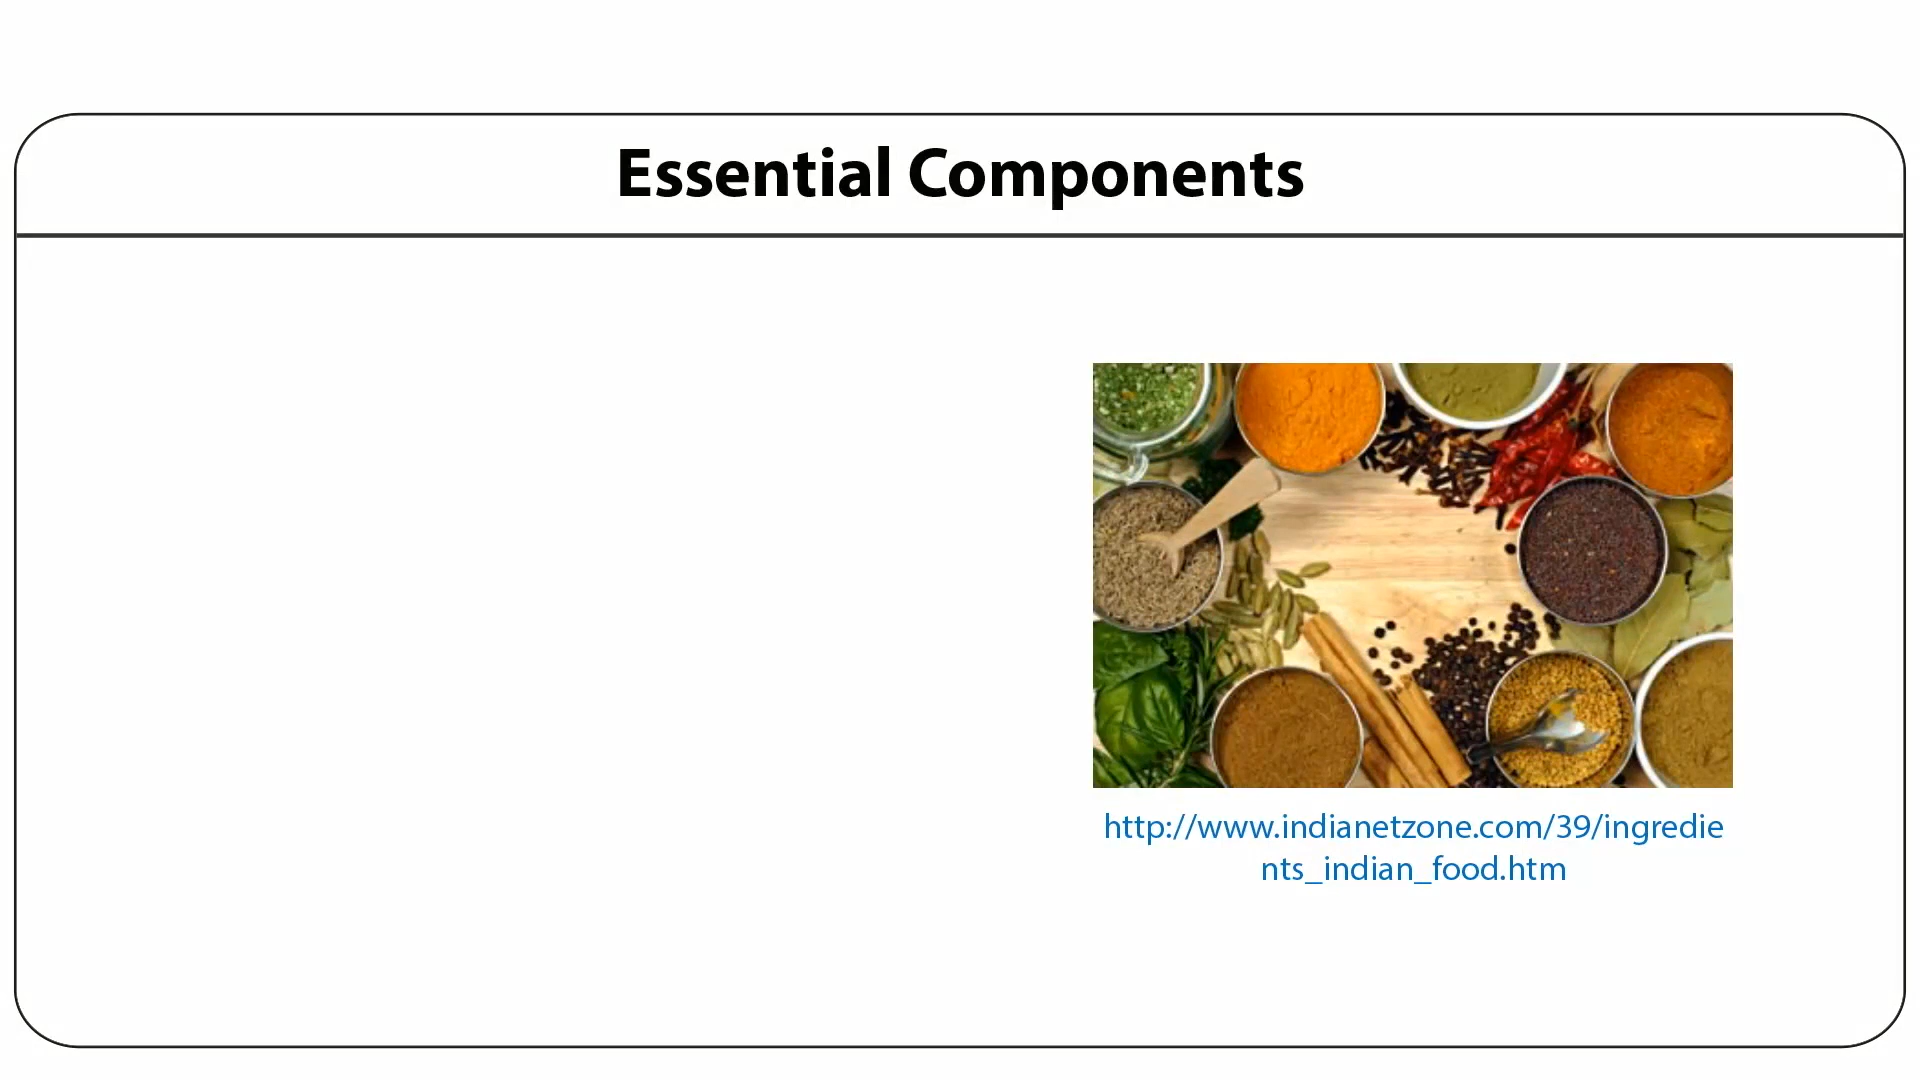 Essential Components
http://www.indianetzone.com/39/ingredie
nts_indian_food.htm